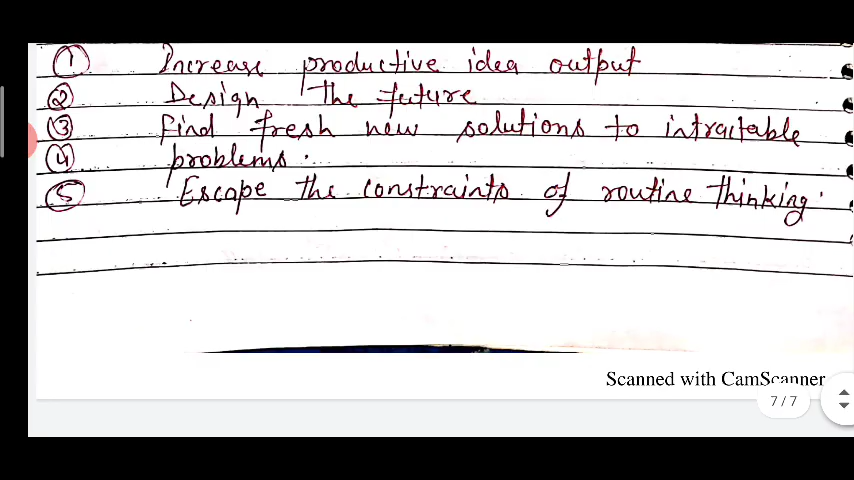 ① Increase productive idea output
② Design the future
③ Find fresh new solutions to intractable
④ problems.
⑤ Escape the constraints of routine thinking.
Scanned with CamScanner
7 / 7